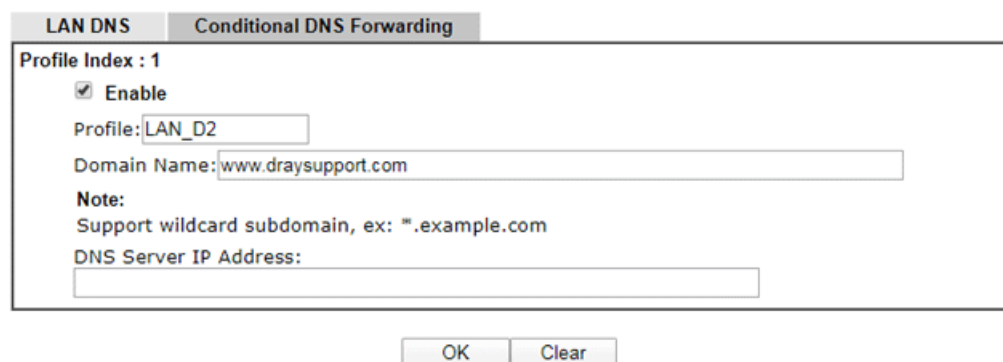 LAN DNS Conditional DNS Forwarding
Profile Index : 1
Enable
Profile: LAN_D2
Domain Name: www.draysupport.com
Note:
Support wildcard subdomain, ex: *.example.com
DNS Server IP Address:
OK Clear